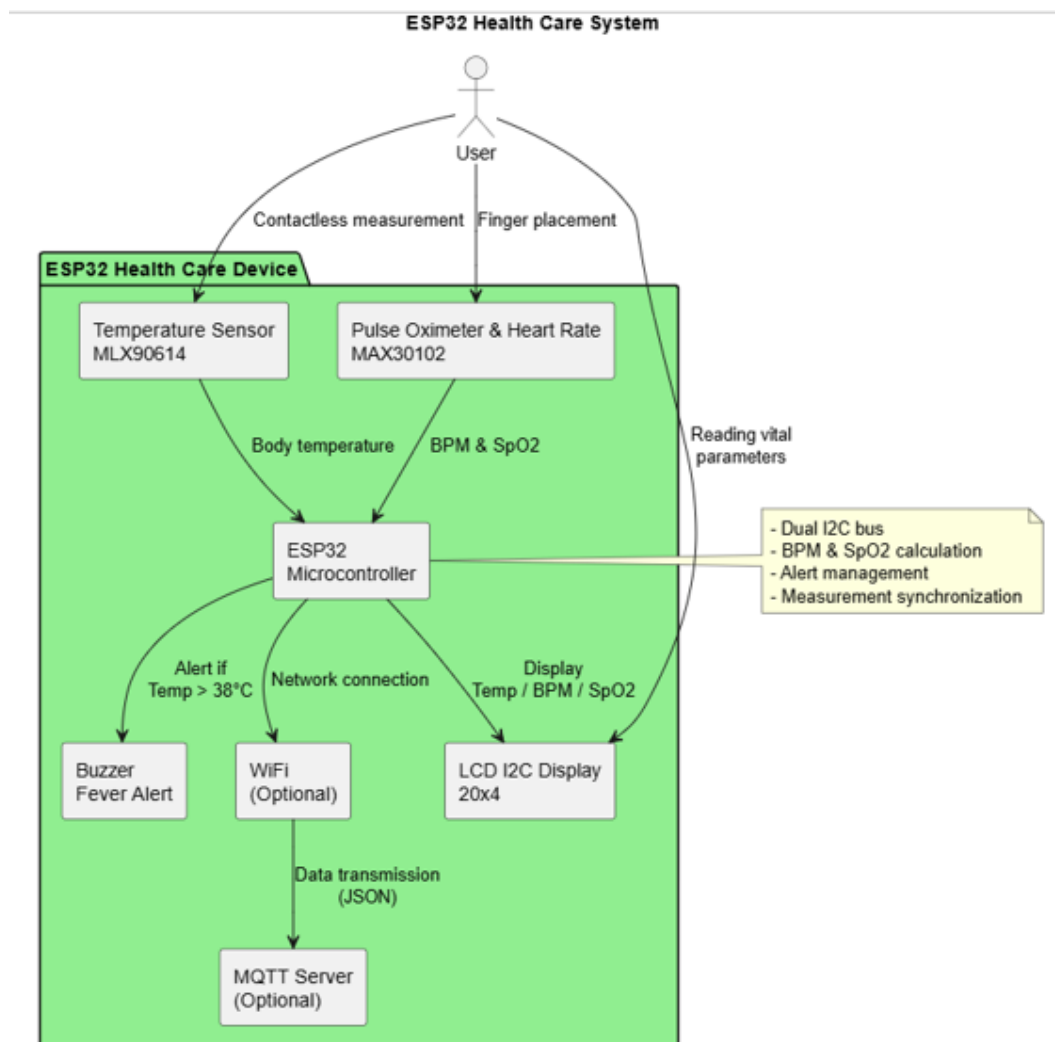 ESP32 Health Care System
User
Contactless measurement
Finger placement
ESP32 Health Care Device
Temperature Sensor
MLX90614
Pulse Oximeter & Heart Rate
MAX30102
Reading vital
parameters
Body temperature
BPM & SpO2
ESP32
Microcontroller
- Dual I2C bus
- BPM & SpO2 calculation
- Alert management
- Measurement synchronization
Alert if
Temp > 38°C
Network connection
Display
Temp / BPM / SpO2
Buzzer
Fever Alert
WiFi
(Optional)
LCD I2C Display
20x4
Data transmission
(JSON)
MQTT Server
(Optional)